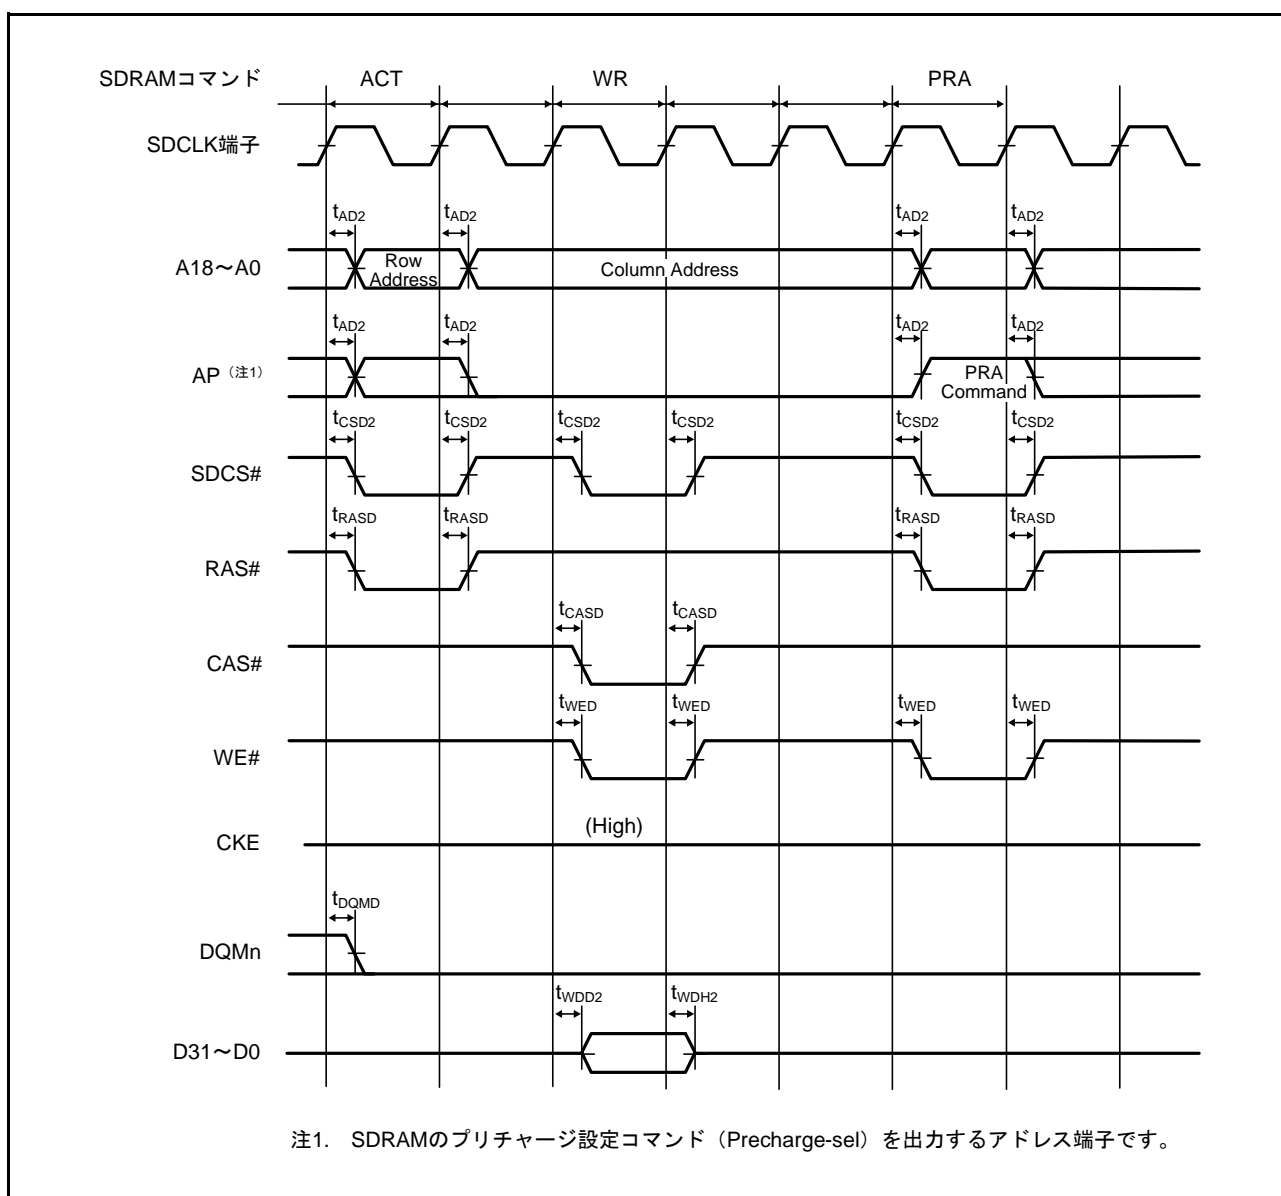 SDRAMコマンド ACT WR PRA
SDCLK端子
tAD2 tAD2 tAD2 tAD2
A18～A0 Row Address Column Address
tAD2 tAD2 tAD2 tAD2
AP（注1） PRA Command
tCSD2 tCSD2 tCSD2 tCSD2 tCSD2 tCSD2
SDCS#
tRASD tRASD tRASD tRASD
RAS#
tCASD tCASD
CAS#
tWED tWED tWED tWED
WE#
(High)
CKE
tDQMD
DQMn
tWDD2 tWDH2
D31～D0
注1. SDRAMのプリチャージ設定コマンド（Precharge-sel）を出力するアドレス端子です。